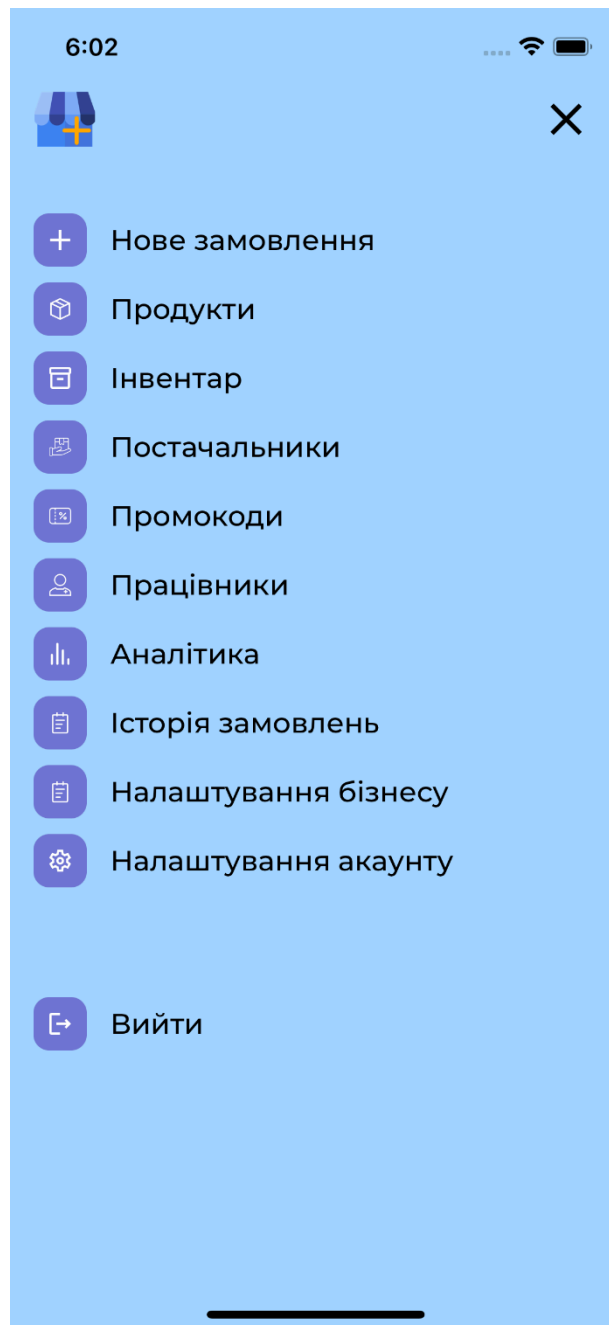 6:02
Нове замовлення
Продукти
Інвентар
Постачальники
Промокоди
Працівники
Аналітика
Історія замовлень
Налаштування бізнесу
Налаштування акаунту
Вийти